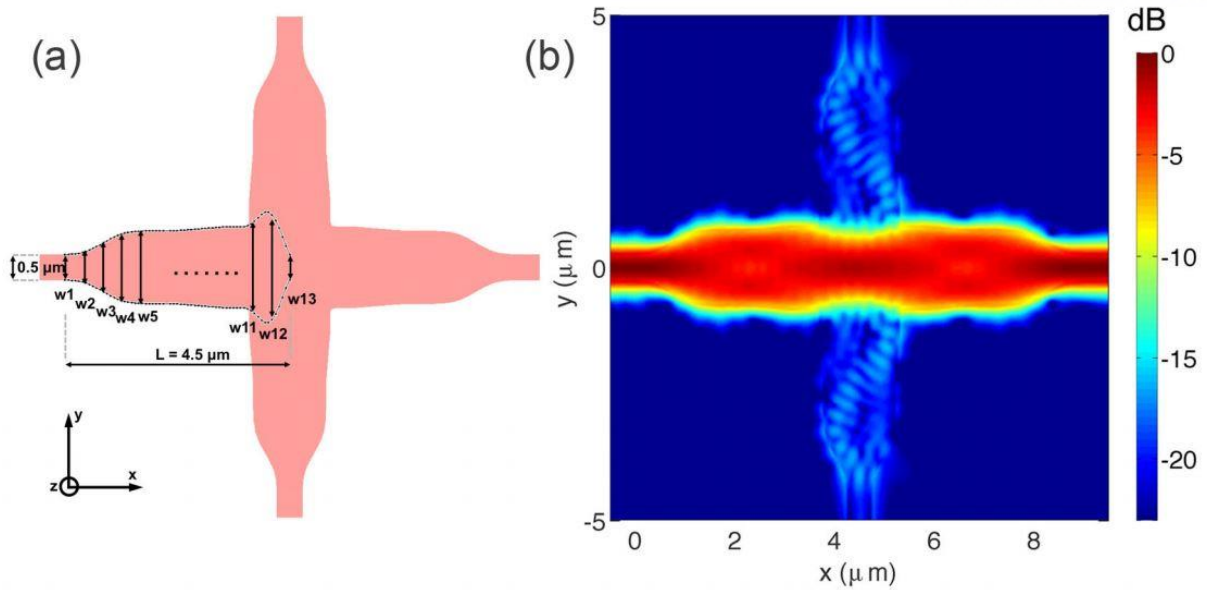 (a)
0.5 μm
w1
w2
w3
w4
w5
.......
w11
w12
w13
L = 4.5 μm
y
x
z
(b)
dB
5
0
-5
y (μ m)
0
2
4
6
8
x (μ m)
0
-5
-10
-15
-20